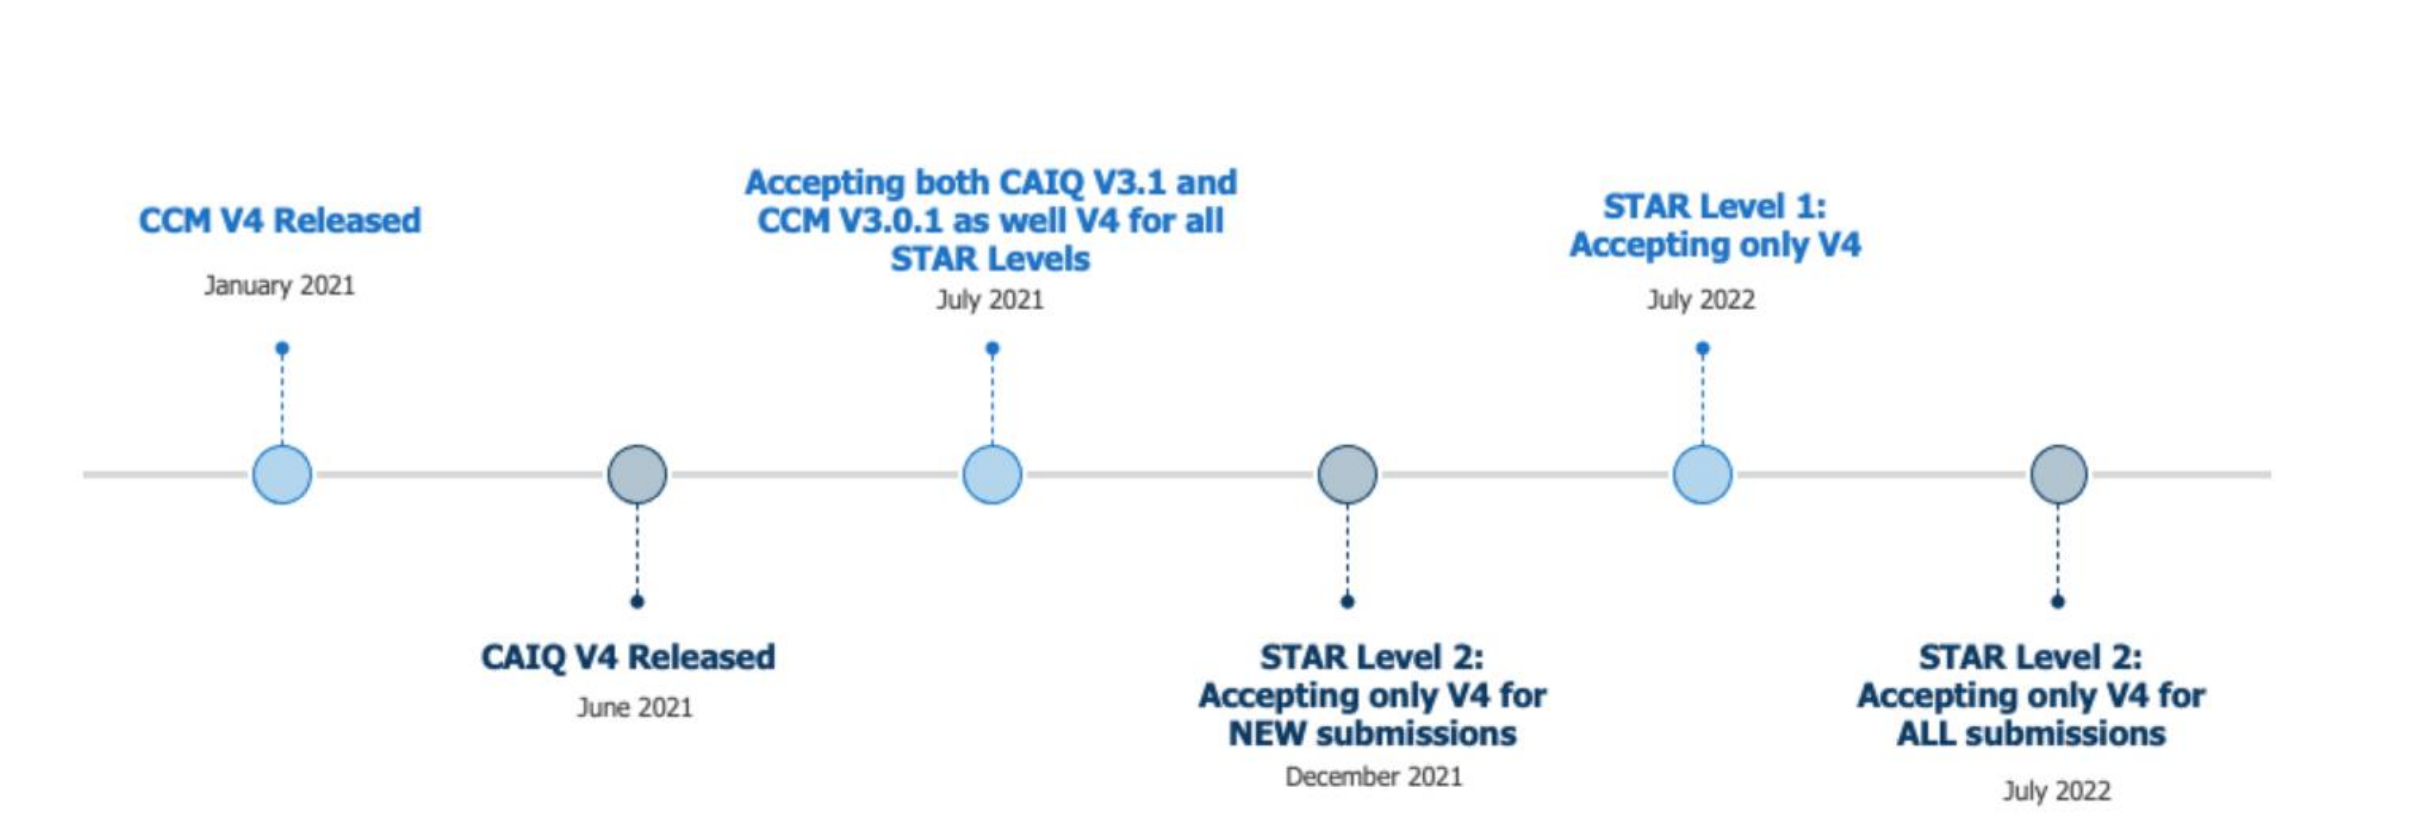 CCM V4 Released
January 2021
CAIQ V4 Released
June 2021
Accepting both CAIQ V3.1 and
CCM V3.0.1 as well V4 for all
STAR Levels
July 2021
STAR Level 2:
Accepting only V4 for
NEW submissions
December 2021
STAR Level 1:
Accepting only V4
July 2022
STAR Level 2:
Accepting only V4 for
ALL submissions
July 2022